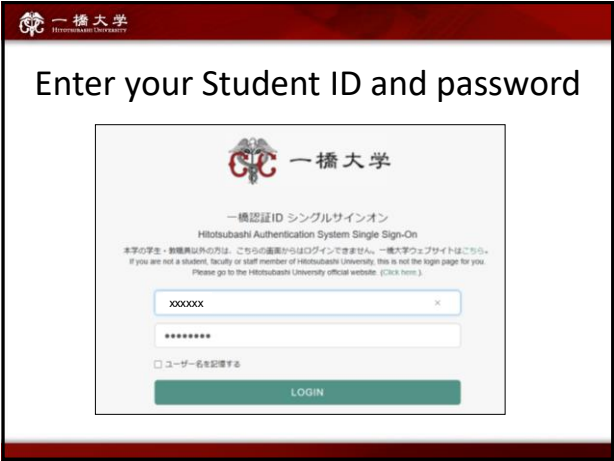 一橋大学
HITOTSUBASHI UNIVERSITY
Enter your Student ID and password
一橋大学
一橋認証ID シングルサインオン
Hitotsubashi Authentication System Single Sign-On
本学の学生・教職員以外の方は、こちらの画面からはログインできません。一橋大学ウェブサイトはこちら。
If you are not a student, faculty or staff member of Hitotsubashi University, this is not the login page for you.
Please go to the Hitotsubashi University official website. (Click here.).
xxxxxx ×
••••••••
ユーザー名を記憶する
LOGIN